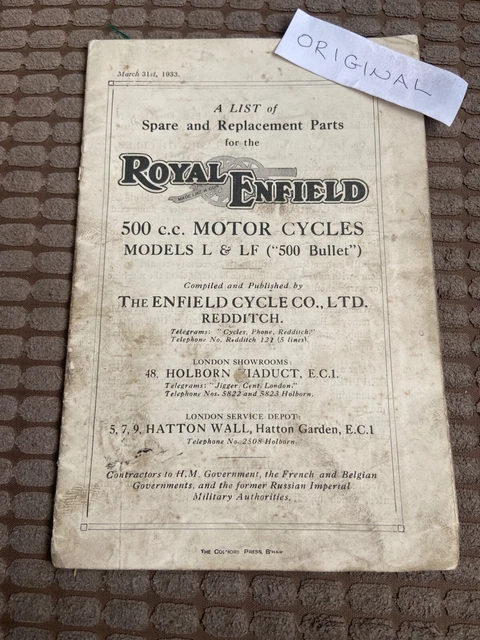 ORIGINAL
March 31st, 1933.
A LIST of
Spare and Replacement Parts
for the
ROYAL
ENFIELD
500 c.c. MOTOR CYCLES
MODELS L & LF ("500 Bullet")
Compiled and Published by
THE ENFIELD CYCLE CO., LTD.
REDDITCH.
Telegrams: "Cycles, Phone, Redditch."
Telephone No. Redditch 121 (5 lines).
LONDON SHOWROOMS:
48, HOLBORN VIADUCT, E.C.1.
Telegrams: "Jigger, Cent, London."
Telephone Nos. 5822 and 5823 Holborn.
LONDON SERVICE DEPOT:
5, 7, 9, HATTON WALL, Hatton Garden, E.C.1
Telephone No. 2508 Holborn.
Contractors to H.M. Government, the French and Belgian
Governments, and the former Russian Imperial
Military Authorities.
THE COLMORE PRESS, B'HAM